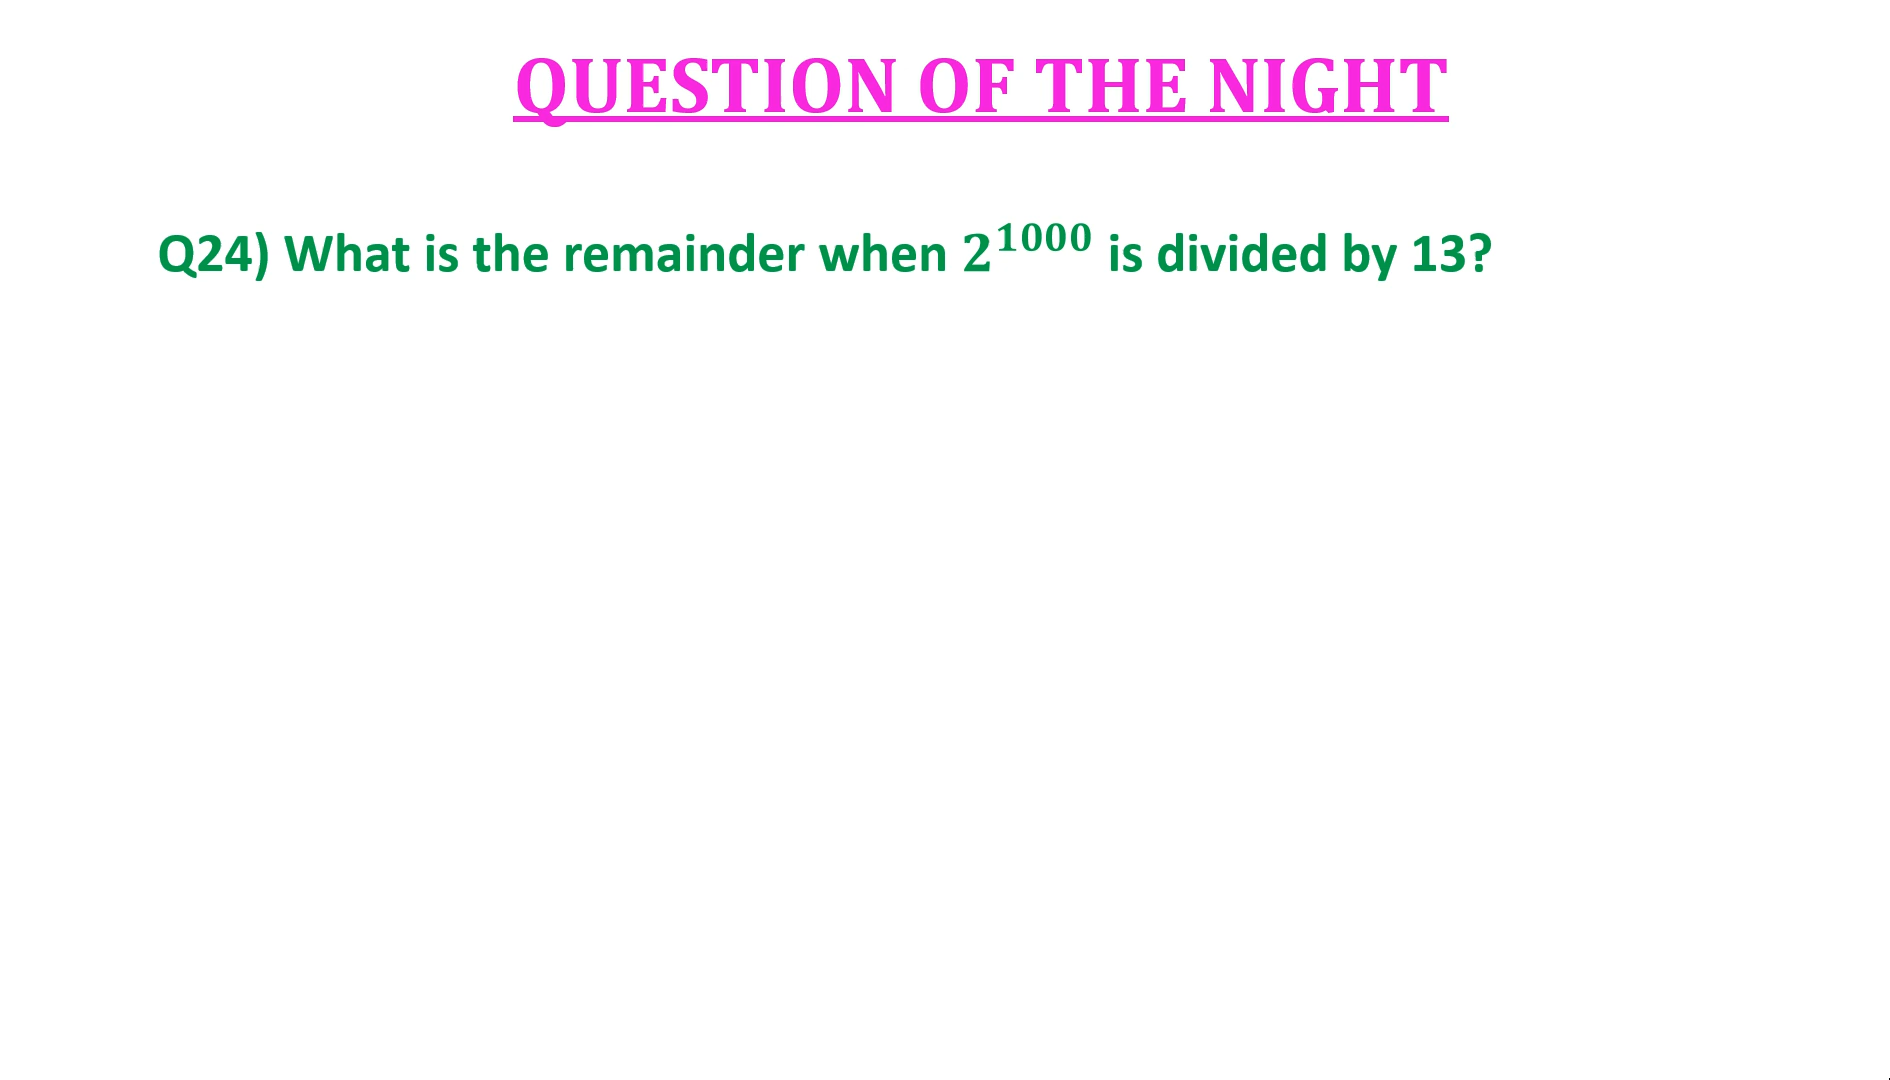 QUESTION OF THE NIGHT
Q24) What is the remainder when 2^1000 is divided by 13?